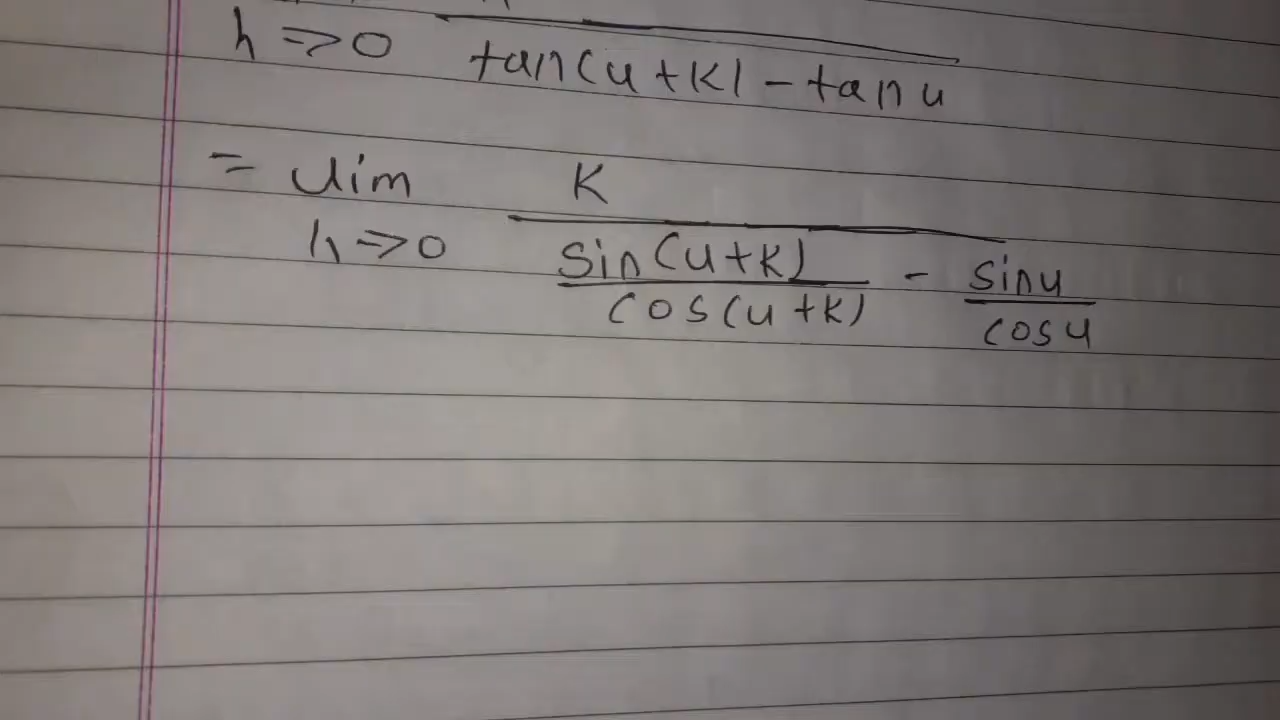 h => 0 tan(u + K) - tan u
= lim K
h => 0 sin(u+K) - sin u
cos(u+K) cos u